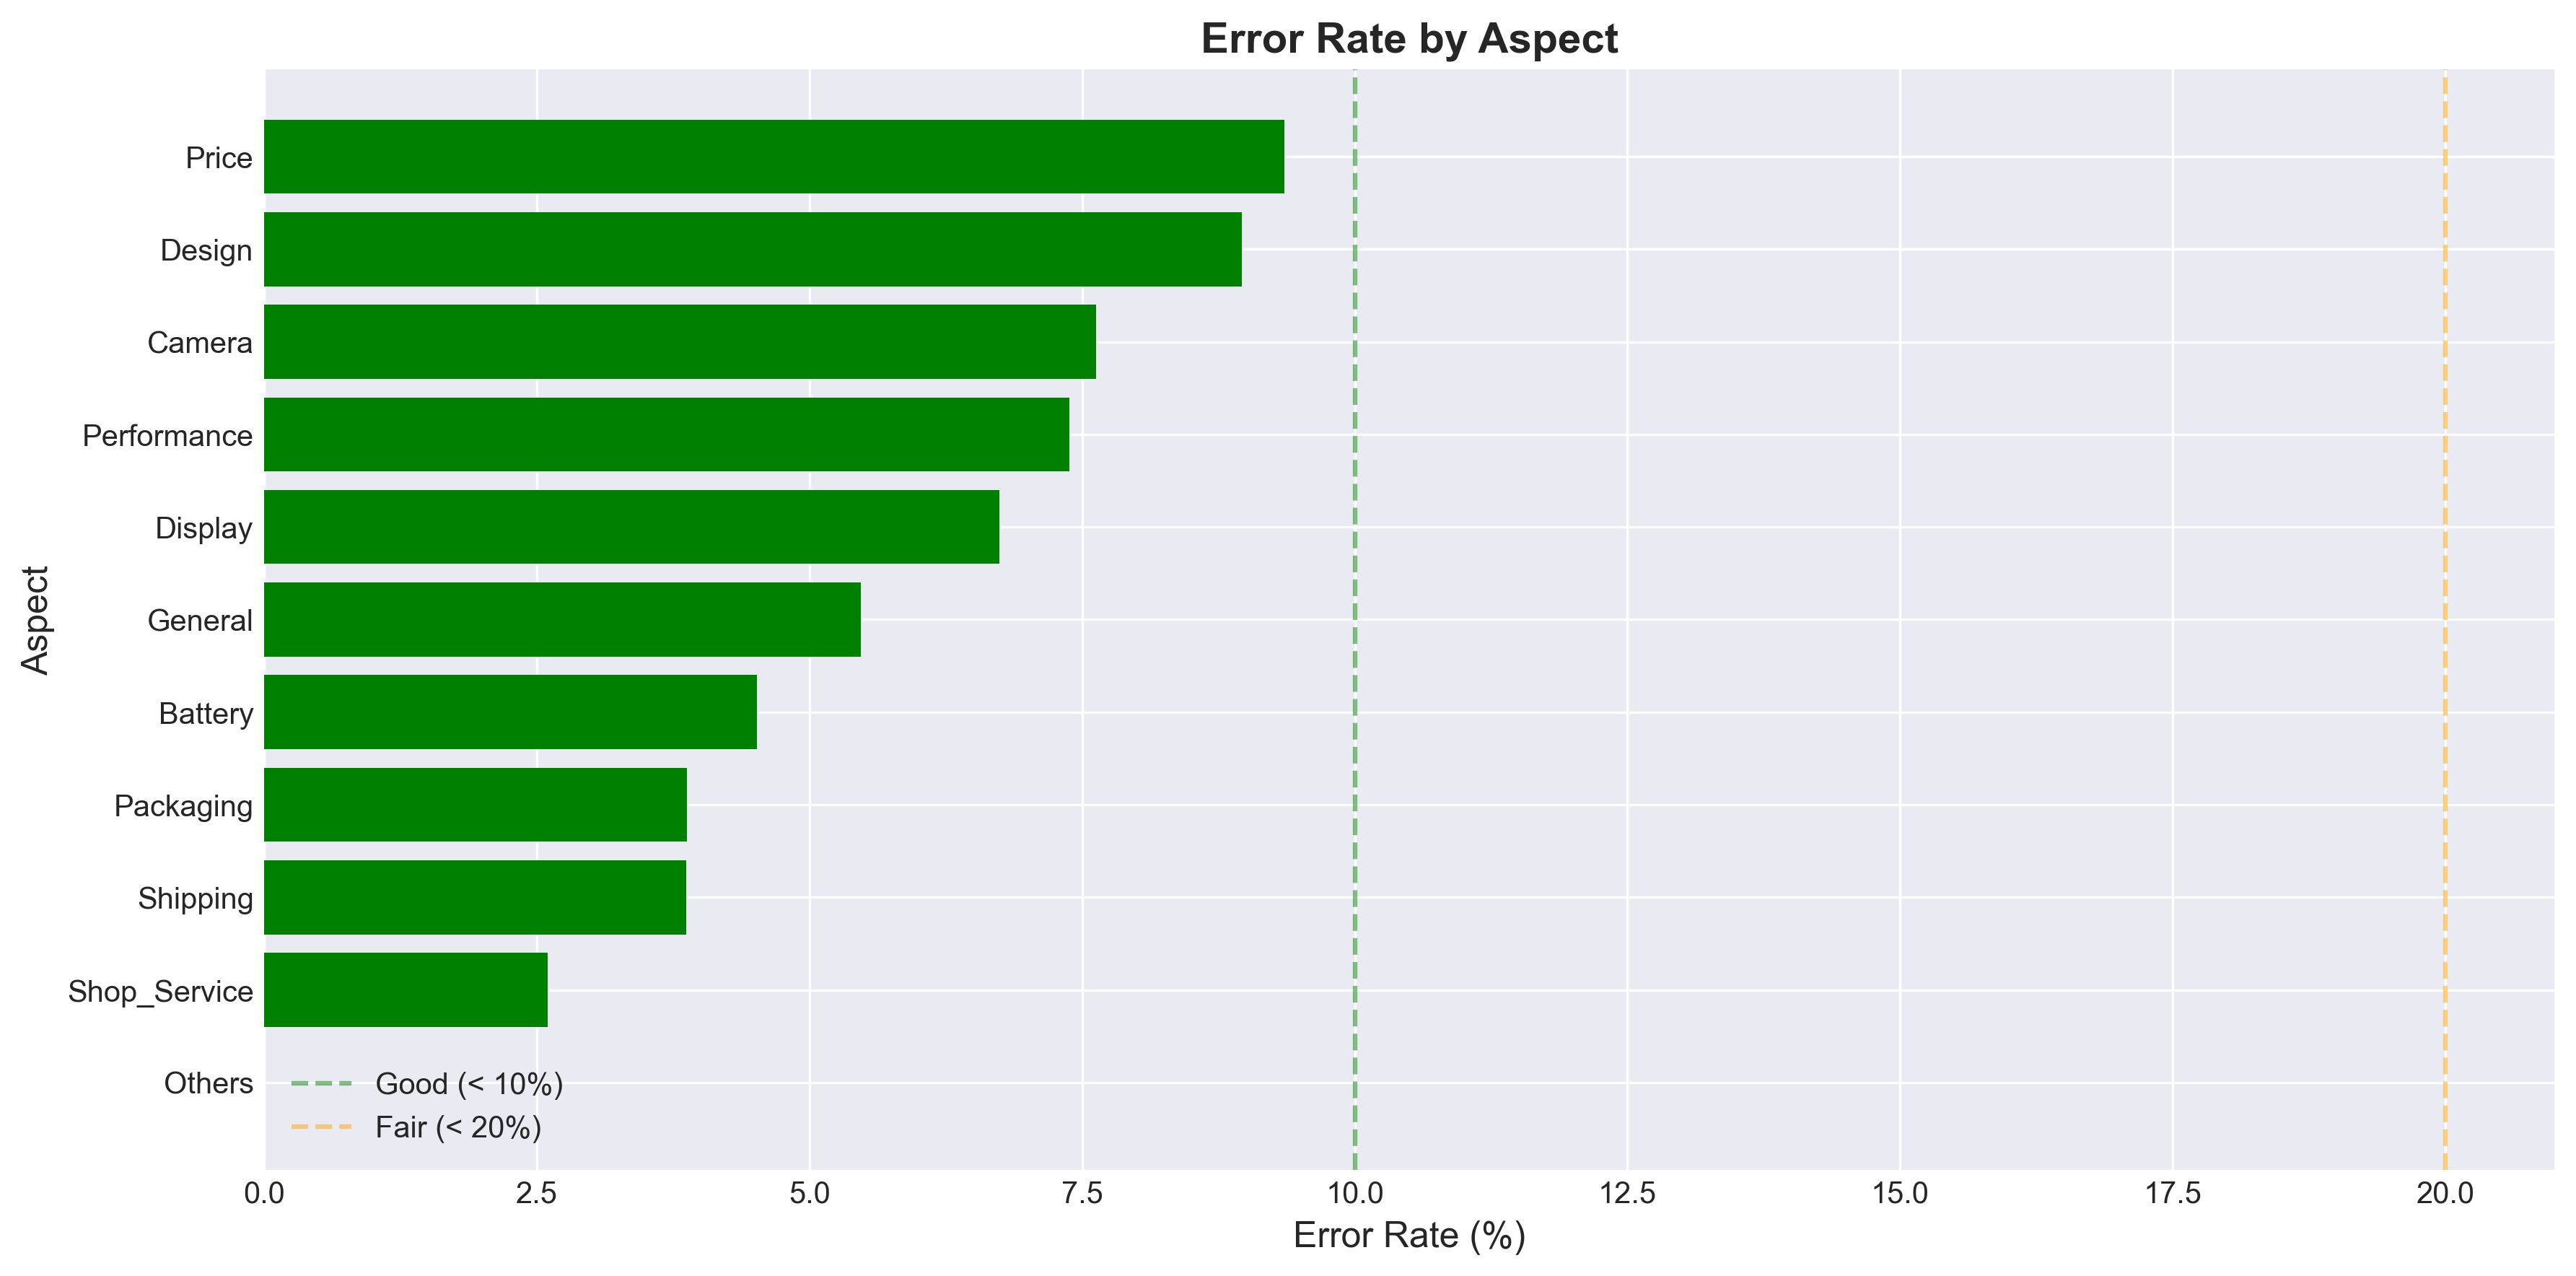 Error Rate by Aspect
Aspect
Price
Design
Camera
Performance
Display
General
Battery
Packaging
Shipping
Shop_Service
Others
Good (< 10%)
Fair (< 20%)
0.0 2.5 5.0 7.5 10.0 12.5 15.0 17.5 20.0
Error Rate (%)